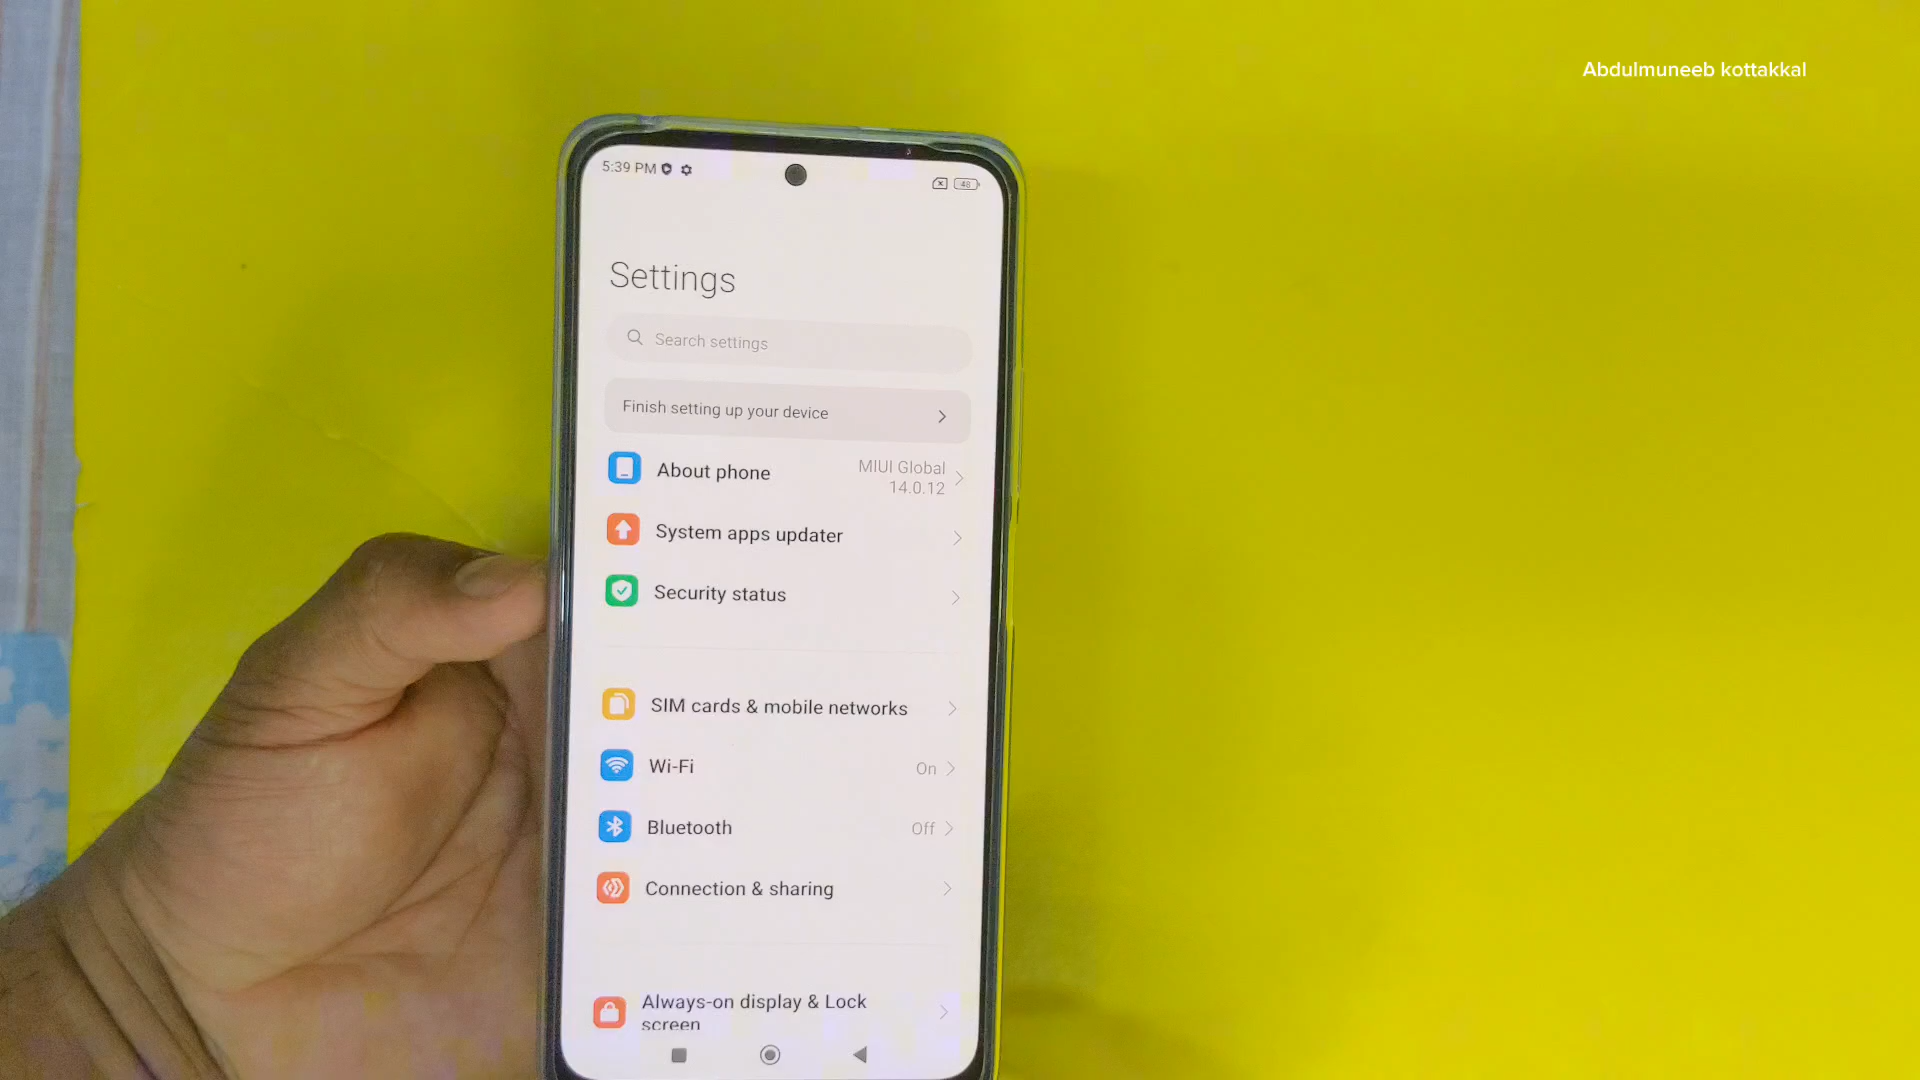 Abdulmuneeb kottakkal
5:39 PM
48
Settings
Search settings
Finish setting up your device
About phone
MIUI Global
14.0.12
System apps updater
Security status
SIM cards & mobile networks
Wi-Fi
On
Bluetooth
Off
Connection & sharing
Always-on display & Lock
screen